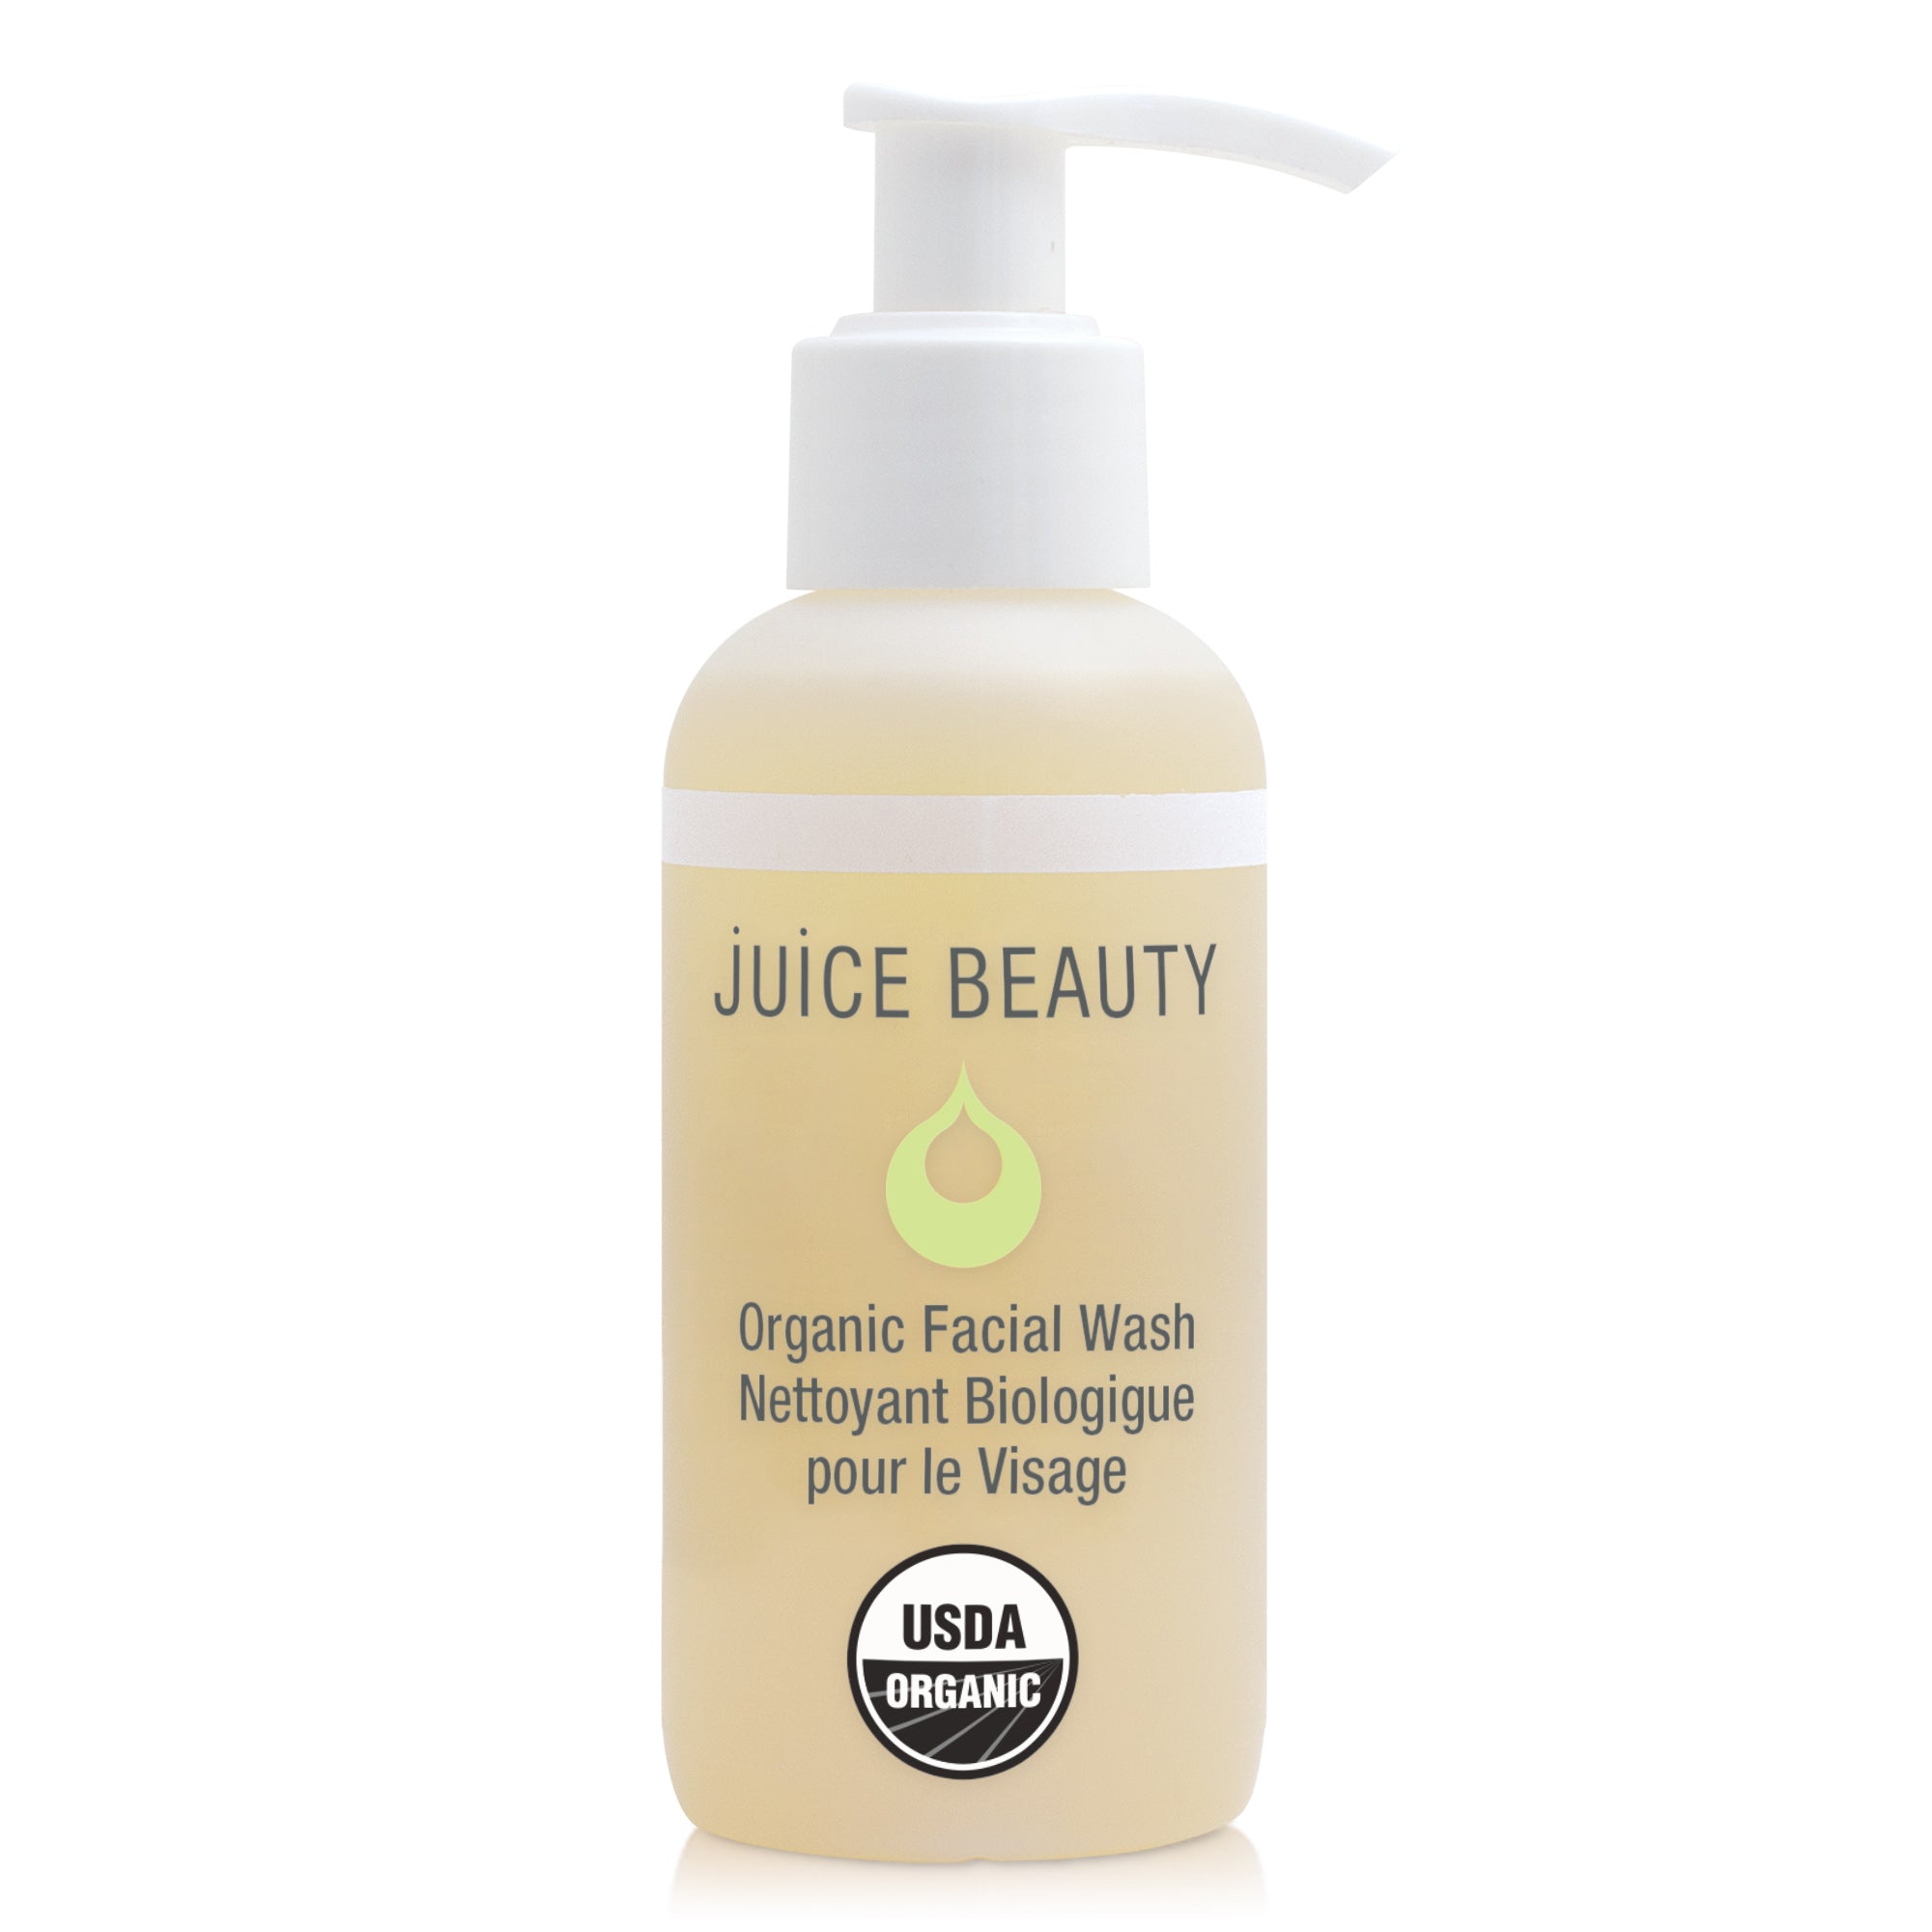 jUiCE BEAUTY
Organic Facial Wash
Nettoyant Biologigue
pour le Visage
USDA
ORGANIC